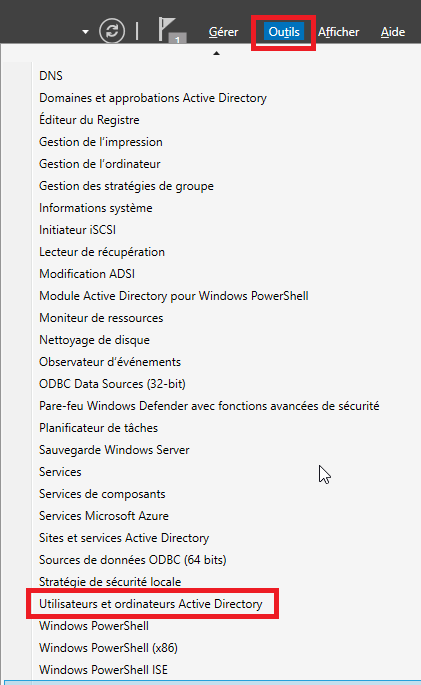 1
Gérer Outils Afficher Aide
DNS
Domaines et approbations Active Directory
Éditeur du Registre
Gestion de l'impression
Gestion de l'ordinateur
Gestion des stratégies de groupe
Informations système
Initiateur iSCSI
Lecteur de récupération
Modification ADSI
Module Active Directory pour Windows PowerShell
Moniteur de ressources
Nettoyage de disque
Observateur d'événements
ODBC Data Sources (32-bit)
Pare-feu Windows Defender avec fonctions avancées de sécurité
Planificateur de tâches
Sauvegarde Windows Server
Services
Services de composants
Services Microsoft Azure
Sites et services Active Directory
Sources de données ODBC (64 bits)
Stratégie de sécurité locale
Utilisateurs et ordinateurs Active Directory
Windows PowerShell
Windows PowerShell (x86)
Windows PowerShell ISE